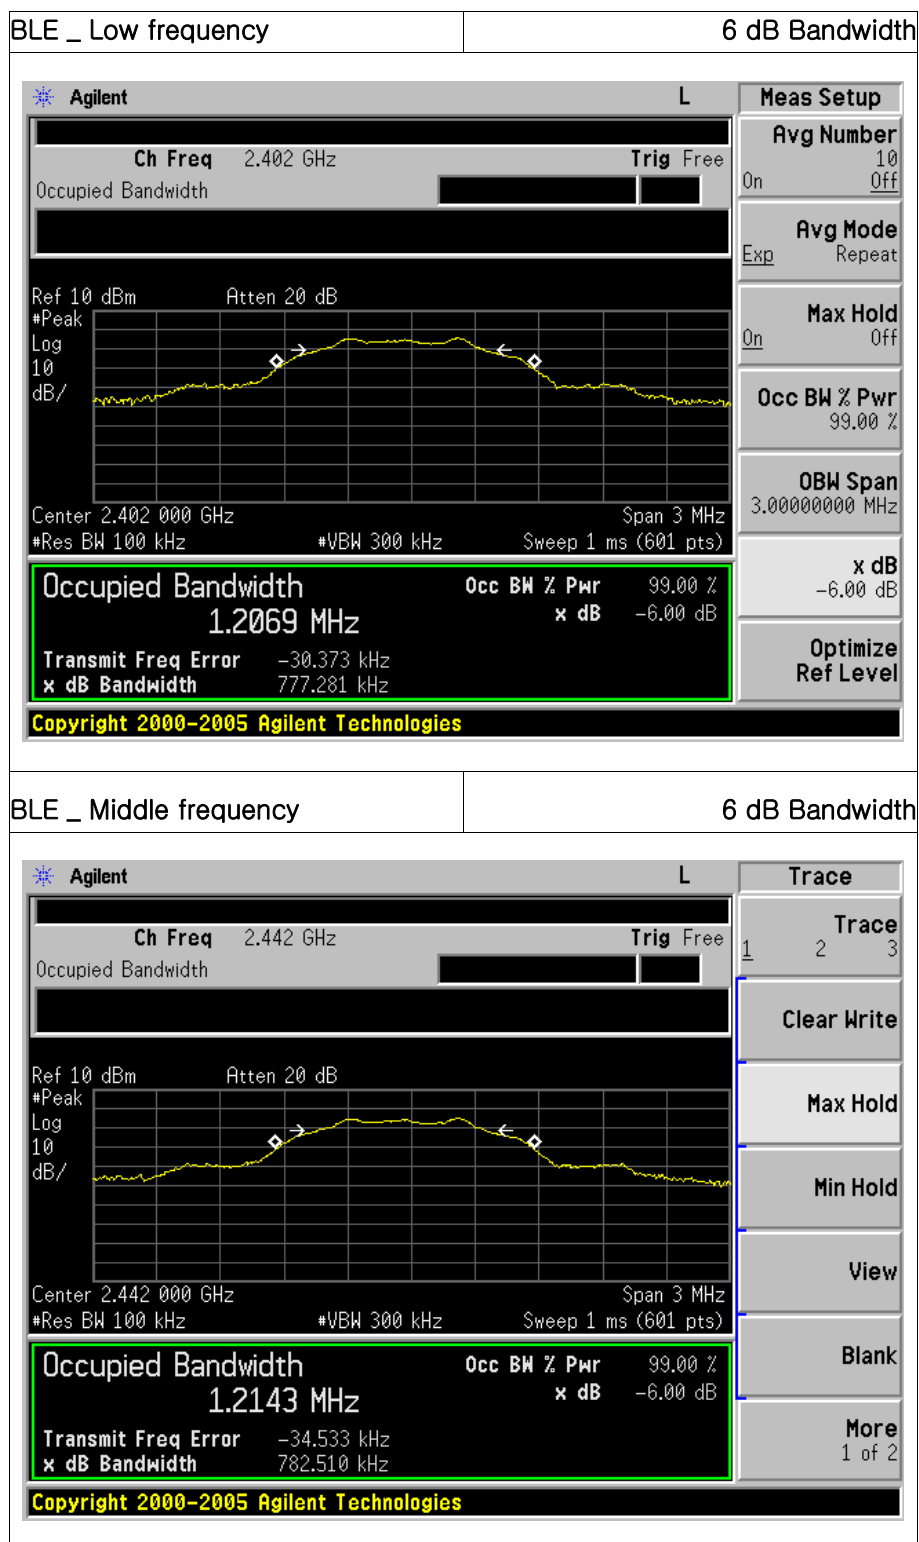 BLE _ Low frequency 6 dB Bandwidth
Agilent L Meas Setup
Ch Freq 2.402 GHz Trig Free
Occupied Bandwidth
Avg Number
10
On Off
Avg Mode
Exp Repeat
Ref 10 dBm Atten 20 dB
#Peak
Log
10
dB/
Max Hold
On Off
Occ BW % Pwr
99.00 %
OBW Span
3.00000000 MHz
Center 2.402 000 GHz Span 3 MHz
#Res BW 100 kHz #VBW 300 kHz Sweep 1 ms (601 pts)
x dB
-6.00 dB
Occupied Bandwidth Occ BW % Pwr 99.00 %
1.2069 MHz x dB -6.00 dB
Transmit Freq Error -30.373 kHz
x dB Bandwidth 777.281 kHz
Optimize
Ref Level
Copyright 2000-2005 Agilent Technologies
BLE _ Middle frequency 6 dB Bandwidth
Agilent L Trace
Ch Freq 2.442 GHz Trig Free
Occupied Bandwidth
Trace
1 2 3
Clear Write
Ref 10 dBm Atten 20 dB
#Peak
Log
10
dB/
Max Hold
Min Hold
View
Center 2.442 000 GHz Span 3 MHz
#Res BW 100 kHz #VBW 300 kHz Sweep 1 ms (601 pts)
Blank
Occupied Bandwidth Occ BW % Pwr 99.00 %
1.2143 MHz x dB -6.00 dB
Transmit Freq Error -34.533 kHz
x dB Bandwidth 782.510 kHz
More
1 of 2
Copyright 2000-2005 Agilent Technologies